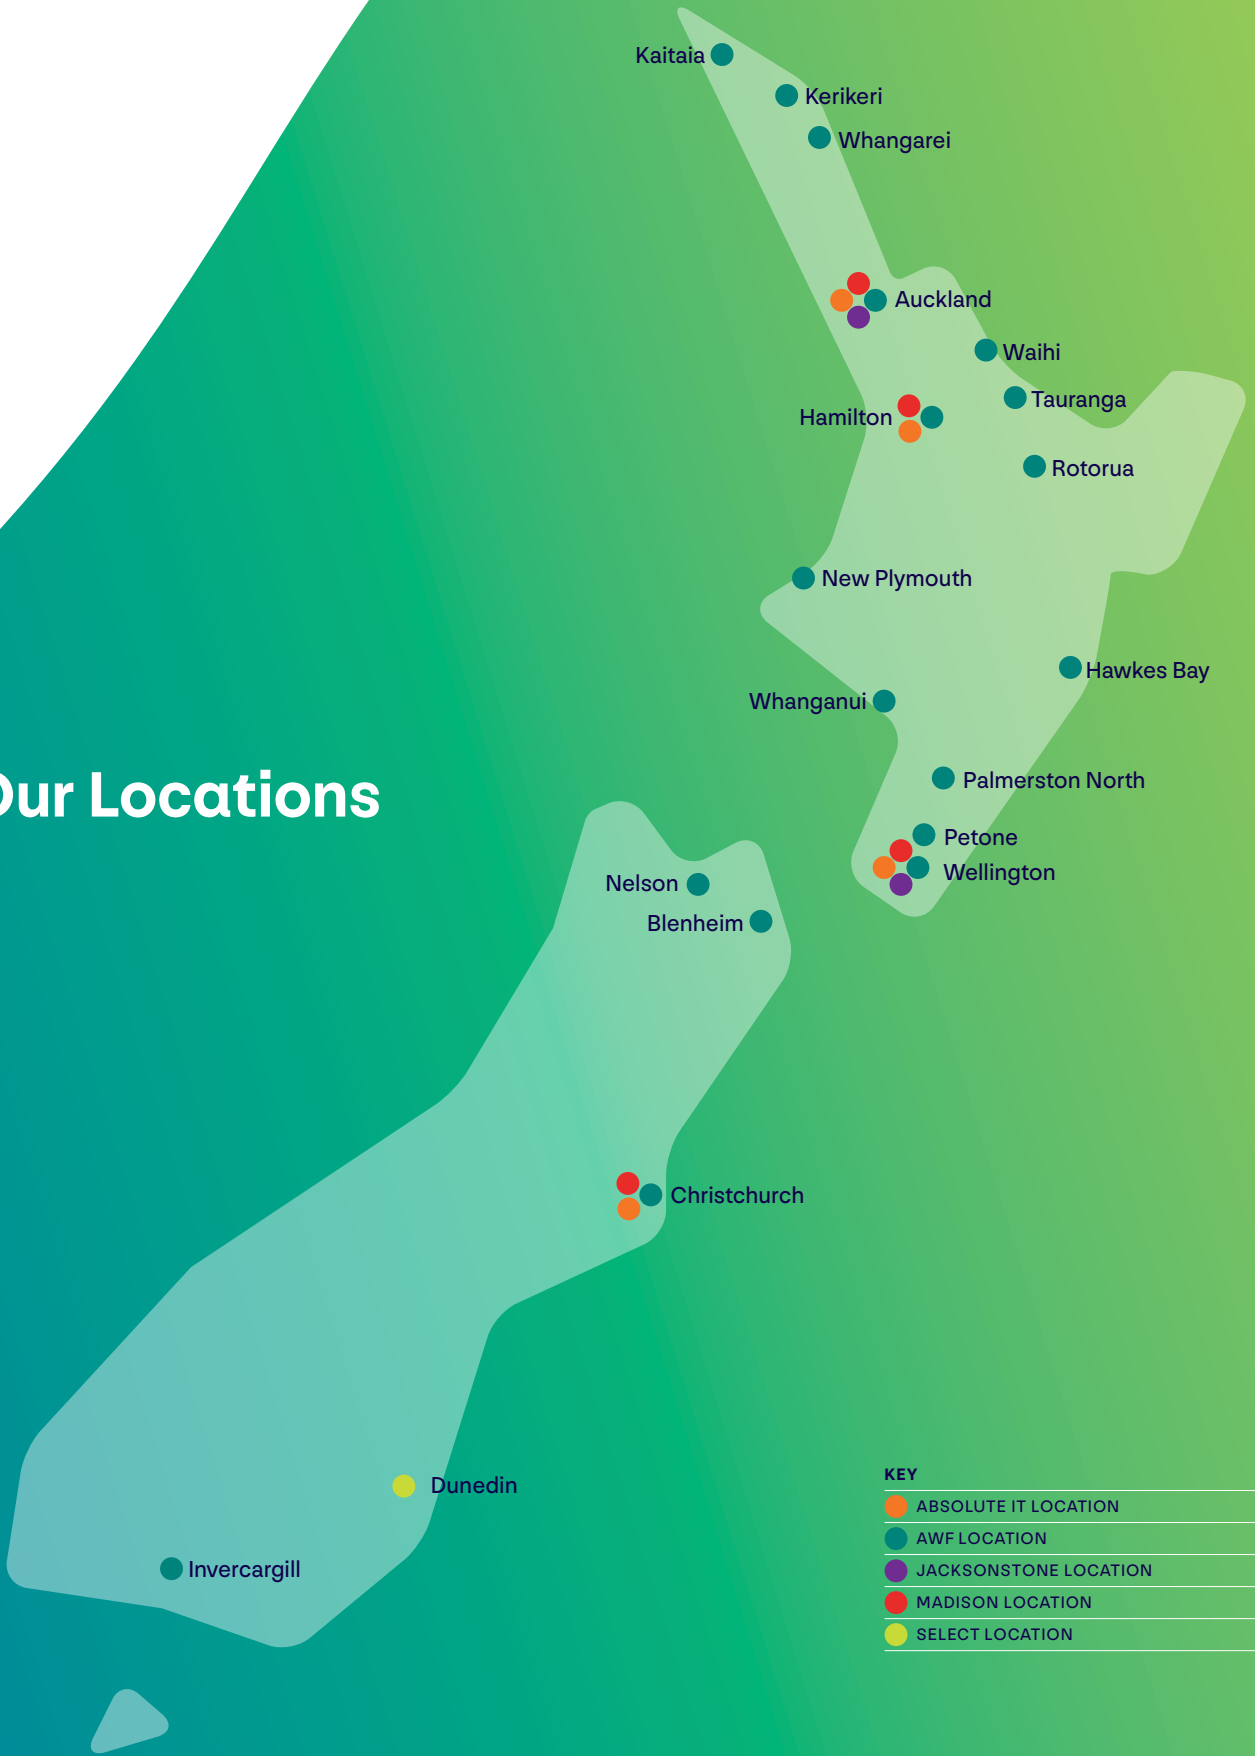 Kaitaia
Kerikeri
Whangarei
Auckland
Waihi
Tauranga
Hamilton
Rotorua
New Plymouth
Hawkes Bay
Whanganui
Our Locations
Palmerston North
Petone
Wellington
Nelson
Blenheim
Christchurch
Dunedin
Invercargill
KEY
ABSOLUTE IT LOCATION
AWF LOCATION
JACKSONSTONE LOCATION
MADISON LOCATION
SELECT LOCATION